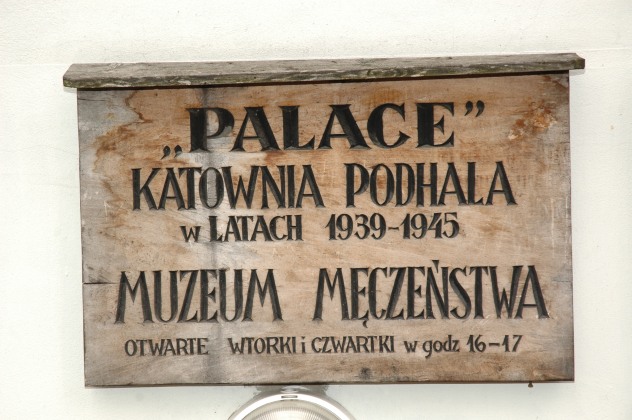 „PALACE”
KATOWNIA PODHALA
w LATACH 1939-1945
MUZEUM MĘCZEŃSTWA
OTWARTE WTORKI i CZWARTKI w godz 16-17